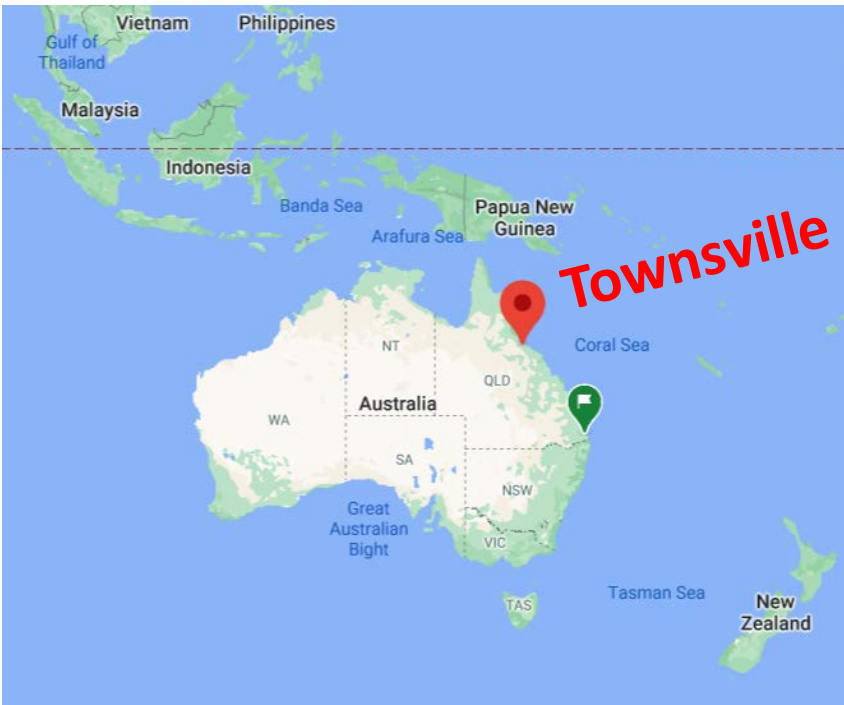 Vietnam
Philippines
Gulf of
Thailand
Malaysia
Indonesia
Banda Sea
Papua New
Guinea
Arafura Sea
Townsville
NT
Coral Sea
QLD
Australia
WA
SA
NSW
Great
Australian
Bight
VIC
TAS
Tasman Sea
New
Zealand